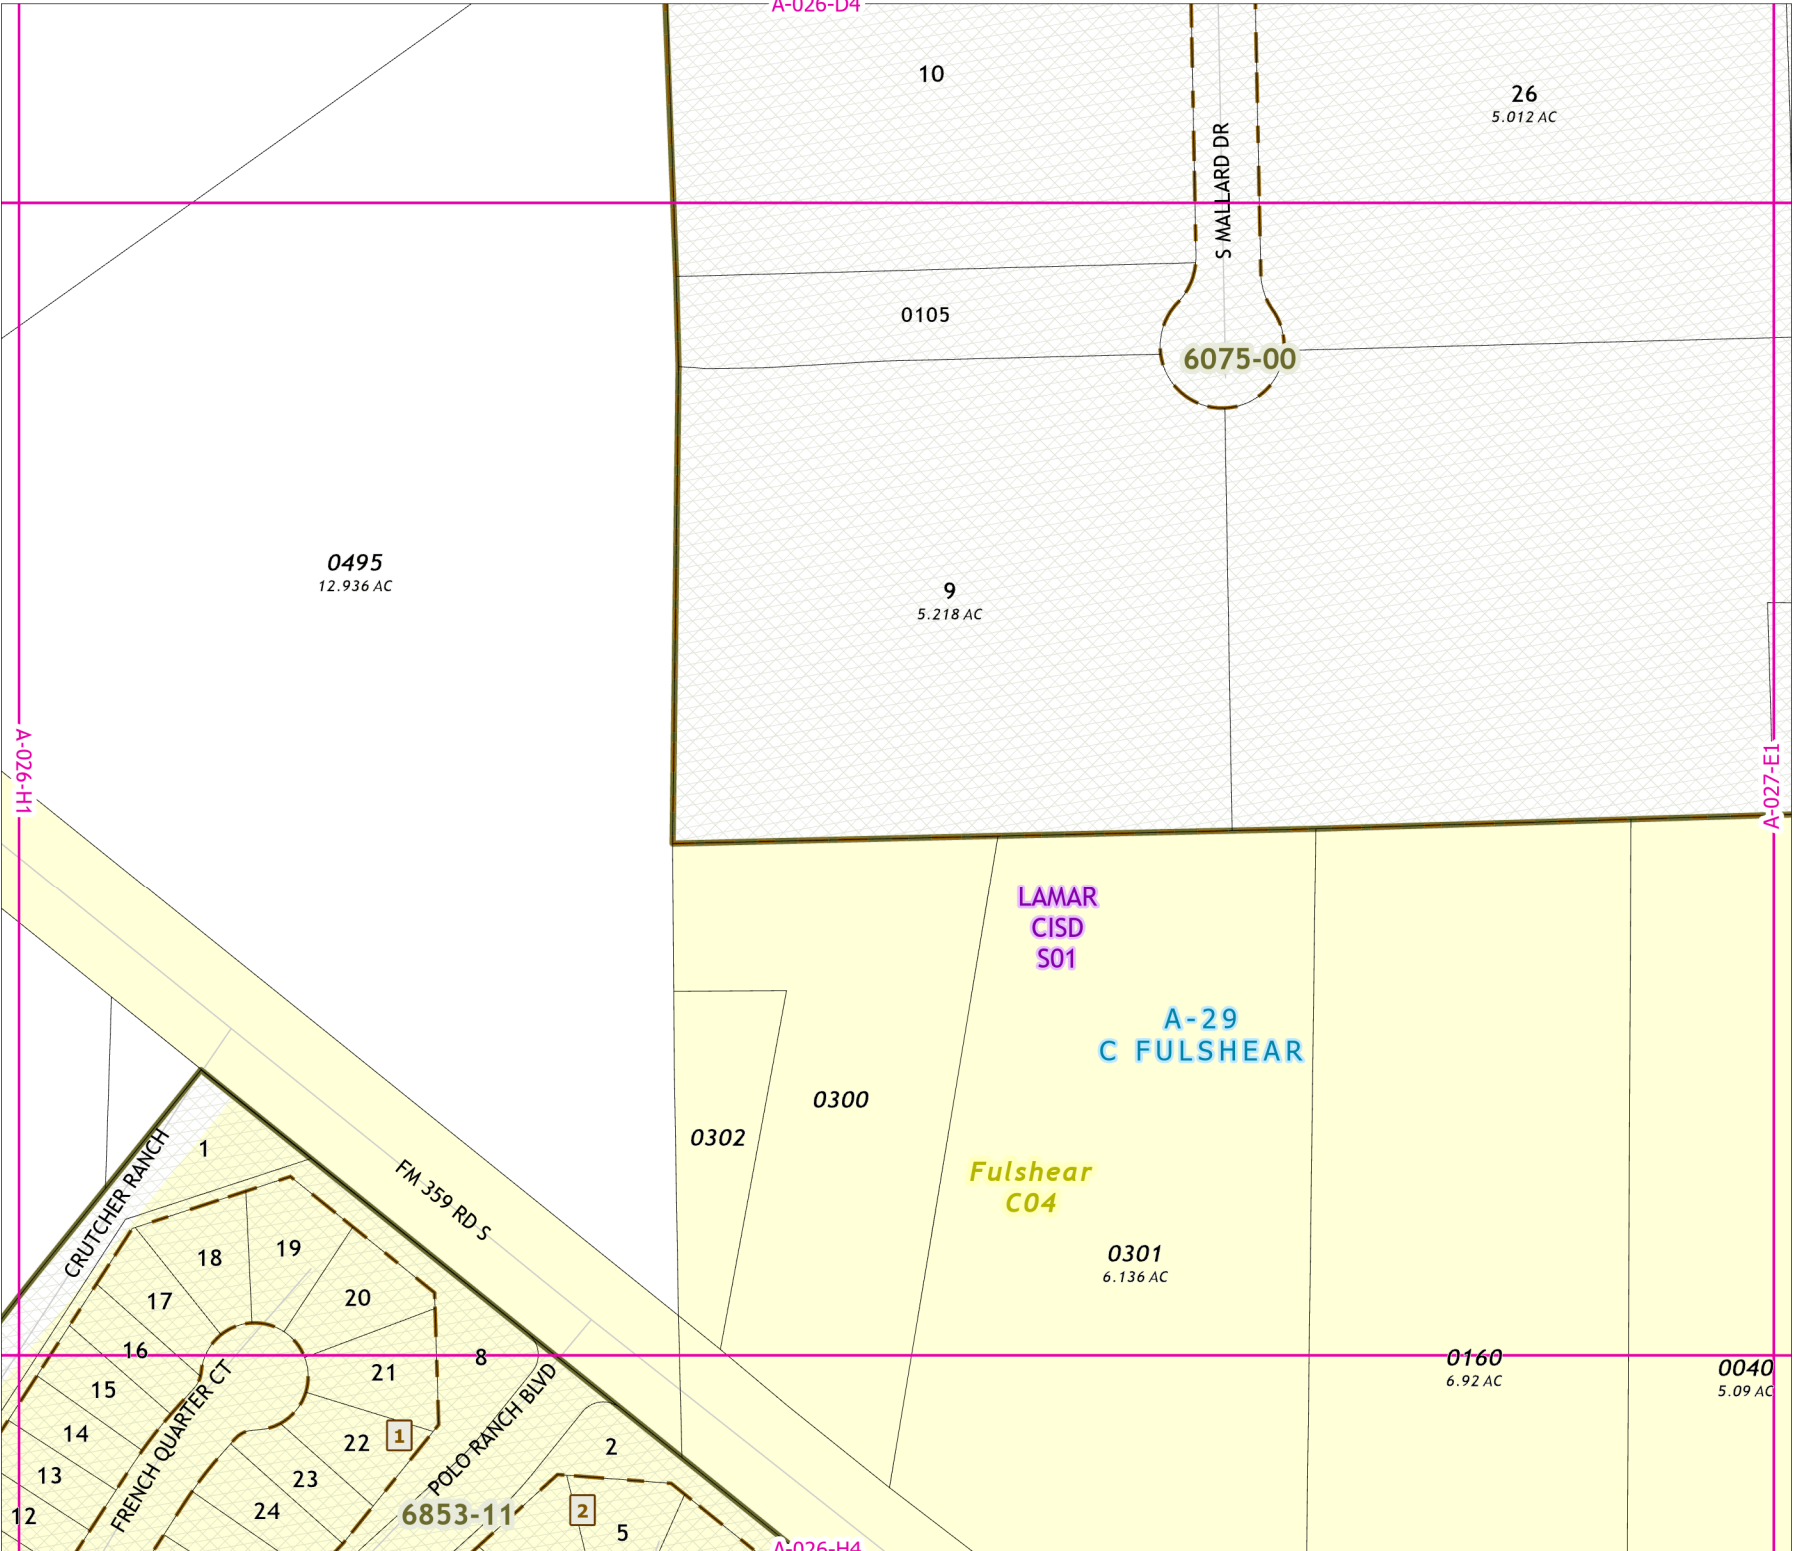 A-026-D4
10
26
5.012 AC
S MALLARD DR
0105
6075-00
0495
12.936 AC
9
5.218 AC
A-026-H1
A-027-E1
LAMAR
CISD
S01
A-29
C FULSHEAR
0300
0302
Fulshear
C04
0301
6.136 AC
0160
6.92 AC
0040
5.09 AC
FM 359 RD S
CRUTCHER RANCH
1
18
19
17
20
16
8
21
15
14
22
1
13
23
12
24
FRENCH QUARTER CT
POLO RANCH BLVD
6853-11
2
2
5
A-026-H4